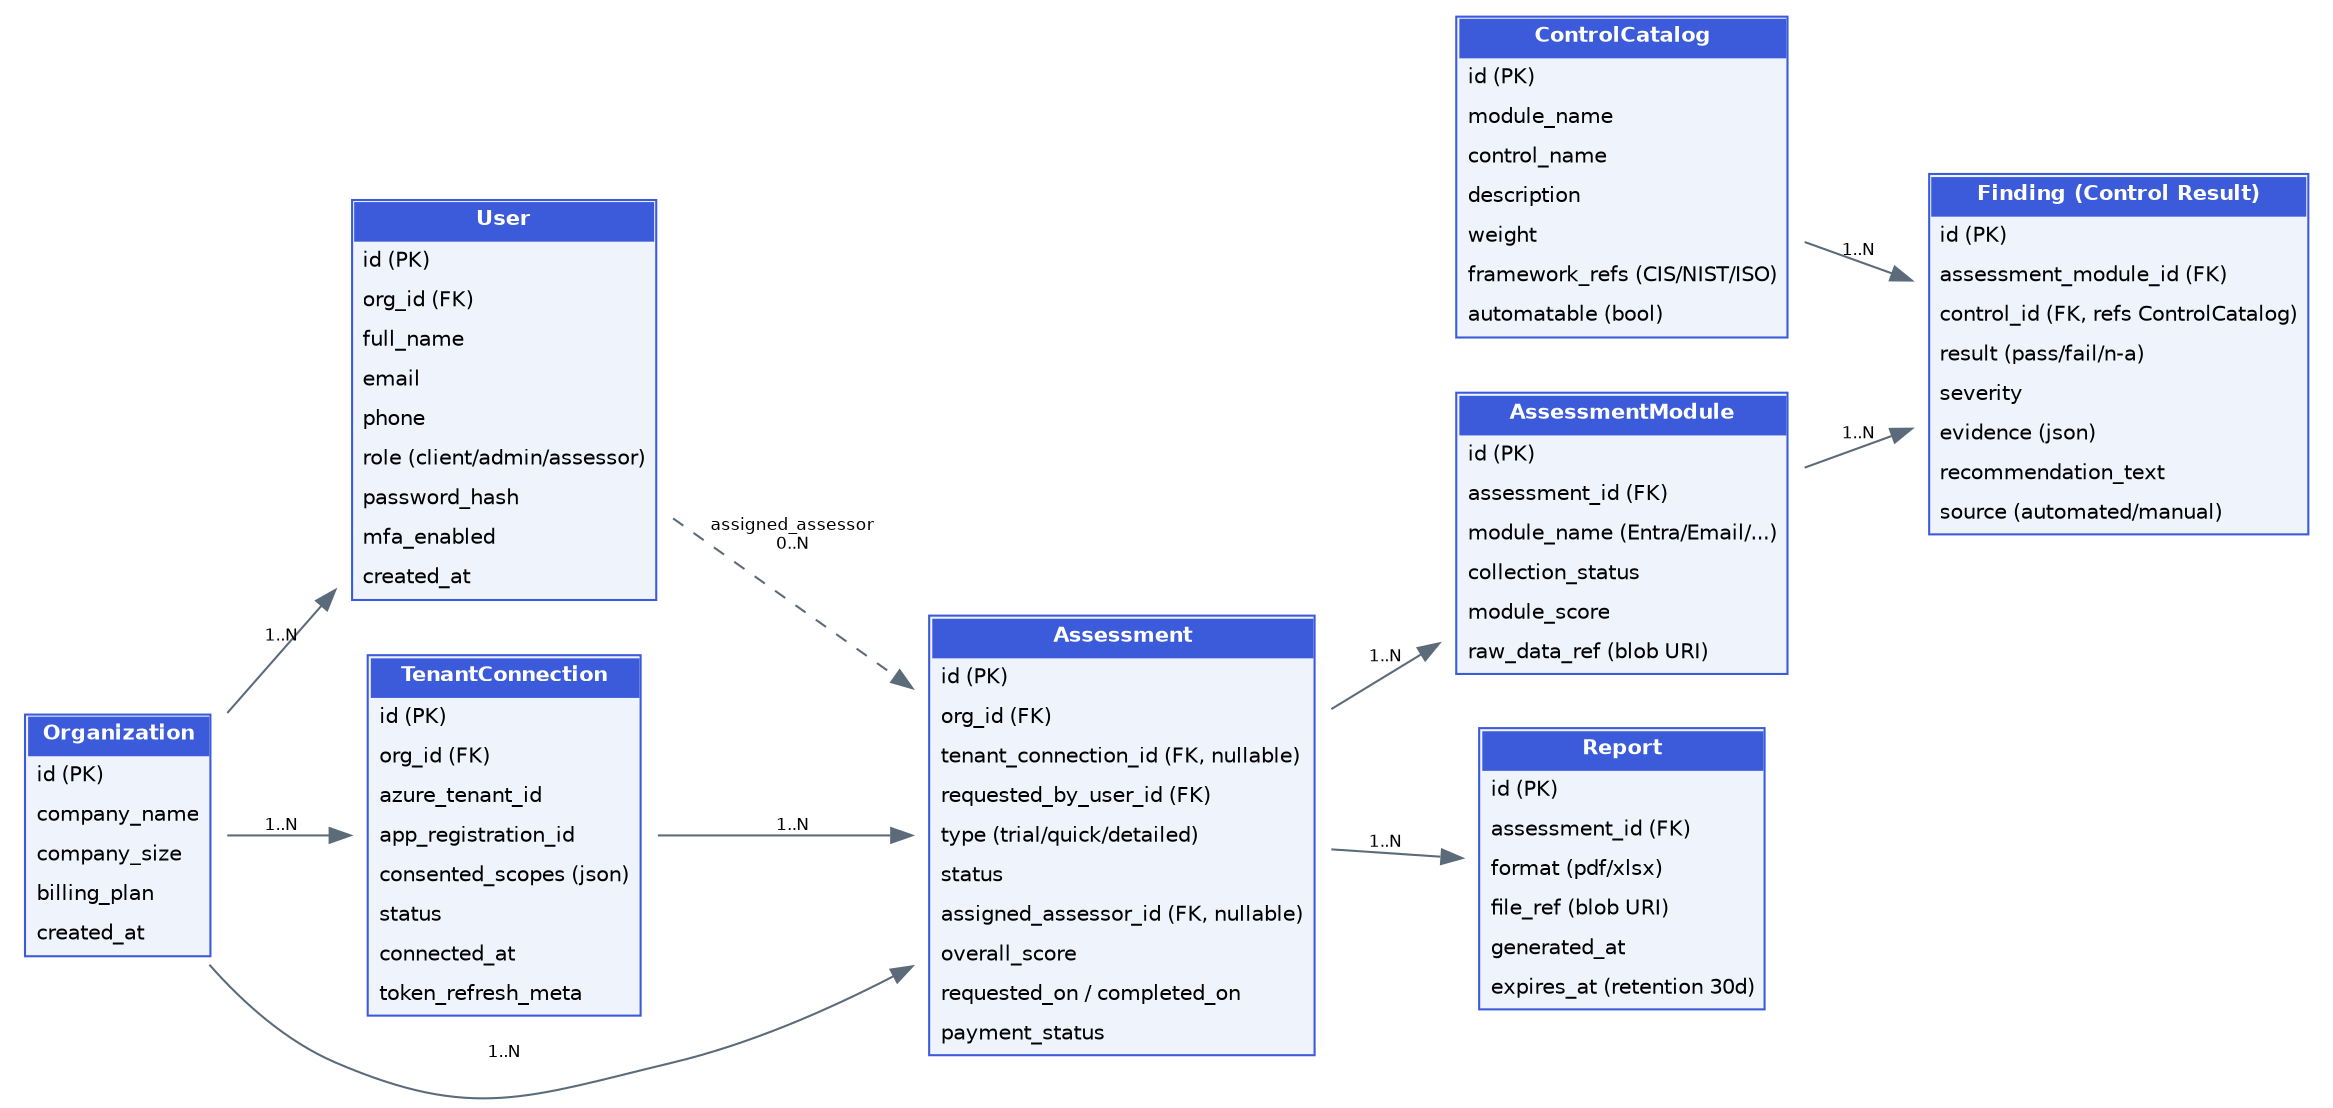 Organization
id (PK)
company_name
company_size
billing_plan
created_at
1..N
1..N
1..N
User
id (PK)
org_id (FK)
full_name
email
phone
role (client/admin/assessor)
password_hash
mfa_enabled
created_at
TenantConnection
id (PK)
org_id (FK)
azure_tenant_id
app_registration_id
consented_scopes (json)
status
connected_at
token_refresh_meta
assigned_assessor
0..N
1..N
Assessment
id (PK)
org_id (FK)
tenant_connection_id (FK, nullable)
requested_by_user_id (FK)
type (trial/quick/detailed)
status
assigned_assessor_id (FK, nullable)
overall_score
requested_on / completed_on
payment_status
1..N
1..N
ControlCatalog
id (PK)
module_name
control_name
description
weight
framework_refs (CIS/NIST/ISO)
automatable (bool)
AssessmentModule
id (PK)
assessment_id (FK)
module_name (Entra/Email/...)
collection_status
module_score
raw_data_ref (blob URI)
Report
id (PK)
assessment_id (FK)
format (pdf/xlsx)
file_ref (blob URI)
generated_at
expires_at (retention 30d)
1..N
1..N
Finding (Control Result)
id (PK)
assessment_module_id (FK)
control_id (FK, refs ControlCatalog)
result (pass/fail/n-a)
severity
evidence (json)
recommendation_text
source (automated/manual)